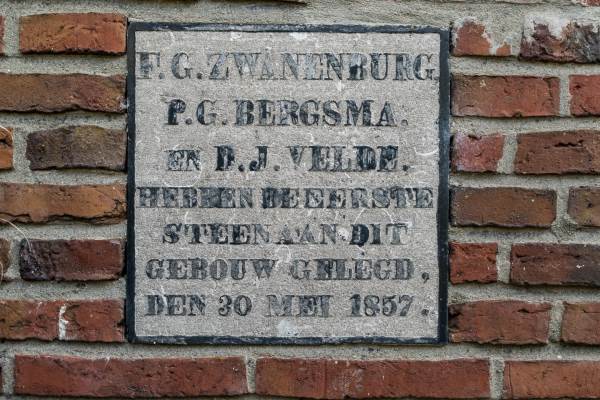 F. G. ZWANENBURG
P. G. BERGSMA.
EN D. J. VELDE.
HEBBEN DE EERSTE
STEEN AAN DIT
GEBOUW GELEGD,
DEN 30 MEI 1857.